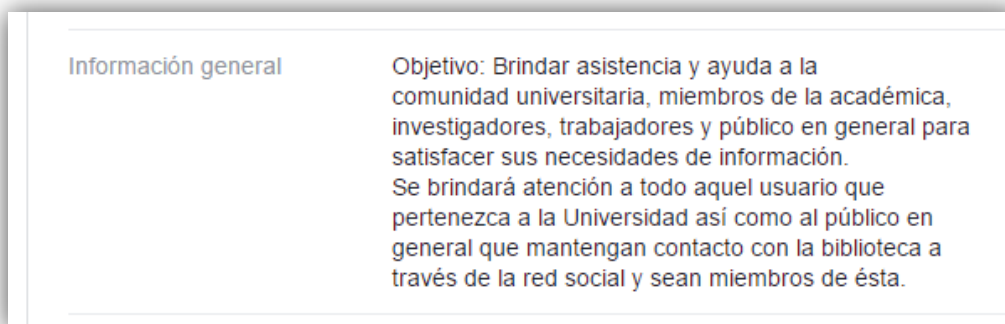 Información general
Objetivo: Brindar asistencia y ayuda a la
comunidad universitaria, miembros de la académica,
investigadores, trabajadores y público en general para
satisfacer sus necesidades de información.
Se brindará atención a todo aquel usuario que
pertenezca a la Universidad así como al público en
general que mantengan contacto con la biblioteca a
través de la red social y sean miembros de ésta.